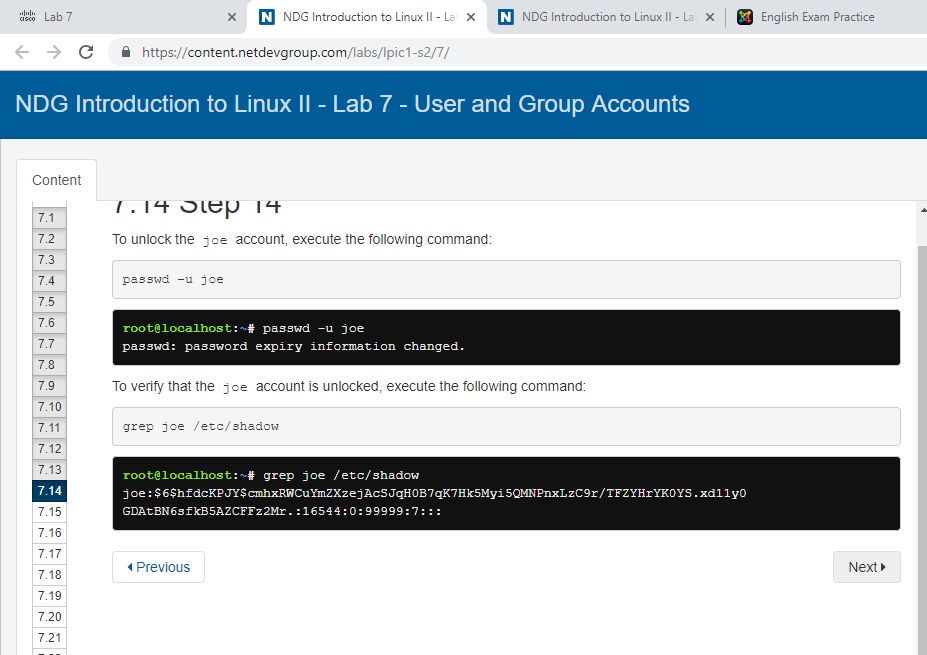 Lab 7
NDG Introduction to Linux II - La
NDG Introduction to Linux II - La
English Exam Practice
https://content.netdevgroup.com/labs/lpic1-s2/7/
NDG Introduction to Linux II - Lab 7 - User and Group Accounts
Content
7.14 Step 14
7.1
7.2
7.3
7.4
7.5
7.6
7.7
7.8
7.9
7.10
7.11
7.12
7.13
7.14
7.15
7.16
7.17
7.18
7.19
7.20
7.21
To unlock the joe account, execute the following command:
passwd -u joe
root@localhost:~# passwd -u joe
passwd: password expiry information changed.
To verify that the joe account is unlocked, execute the following command:
grep joe /etc/shadow
root@localhost:~# grep joe /etc/shadow
joe:$6$hfdcKPJY$cmhxRWCuYmZXzejAcSJqH0B7qK7Hk5Myi5QMNPnxLzC9r/TFZYHrYK0YS.xd11y0
GDAtBN6sfkB5AZCFFz2Mr.:16544:0:99999:7:::
Previous
Next